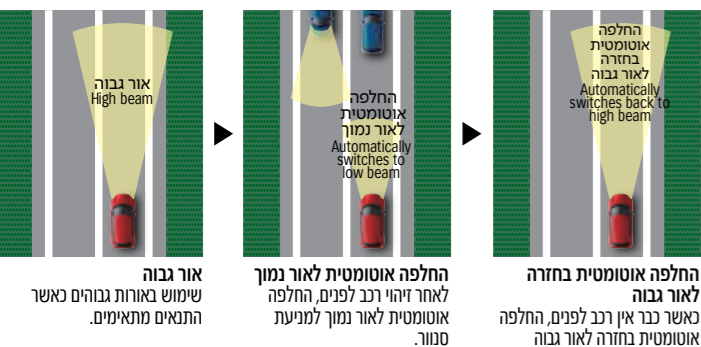 אור גבוה
High beam
החלפה
אוטומטית
לאור נמוך
Automatically
switches to
low beam
החלפה
אוטומטית
בחזרה
לאור גבוה
Automatically
switches back to
high beam
אור גבוה
שימוש באורות גבוהים כאשר
התנאים מתאימים.
החלפה אוטומטית לאור נמוך
לאחר זיהוי רכב לפנים, החלפה
אוטומטית לאור נמוך למניעת
סנוור.
החלפה אוטומטית בחזרה
לאור גבוה
כאשר כבר אין רכב לפנים, החלפה
אוטומטית בחזרה לאור גבוה